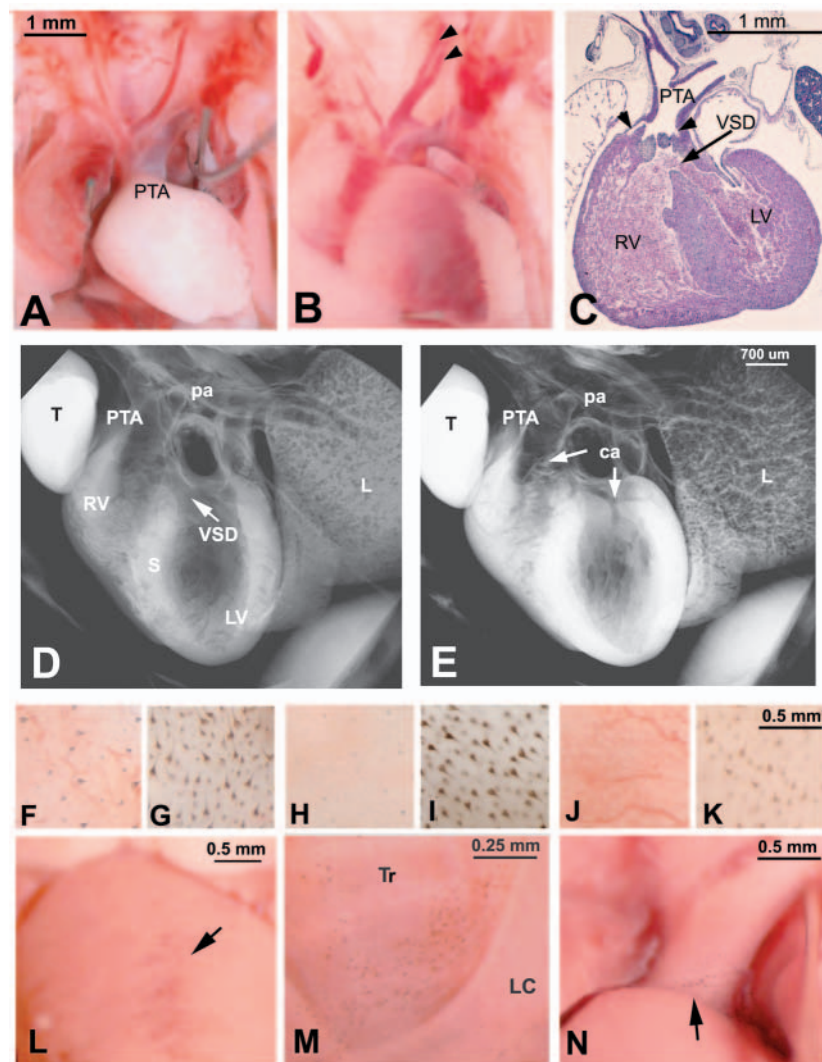 1 mm
PTA
A
B
1 mm
PTA
VSD
LV
RV
C
T
PTA
pa
L
RV
VSD
S
LV
D
700 um
T
PTA
pa
ca
L
E
F
G
H
I
J
0.5 mm
K
0.5 mm
L
0.25 mm
Tr
LC
M
0.5 mm
N